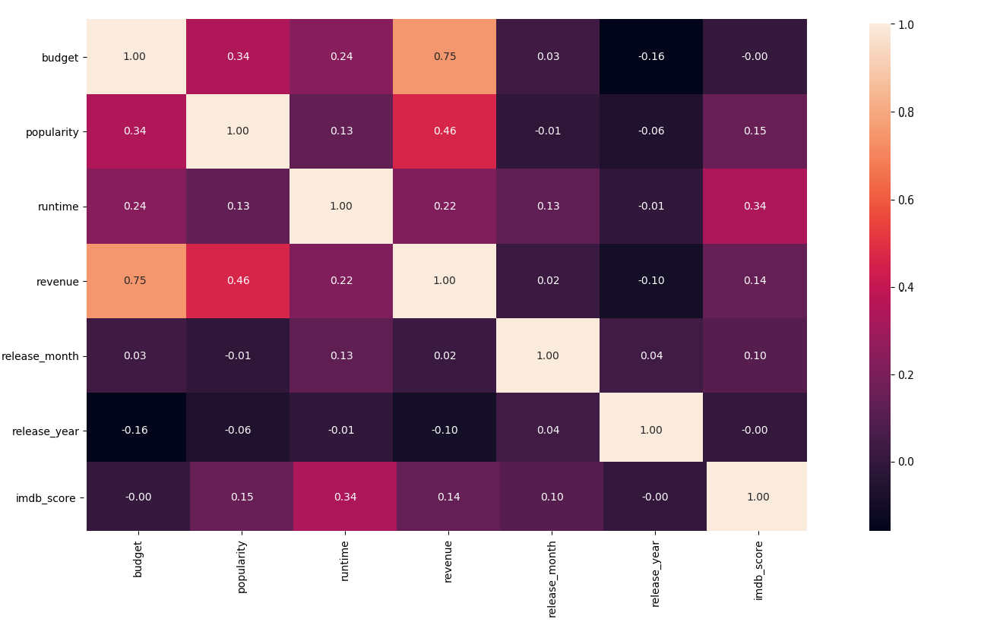 budget 1.00 0.34 0.24 0.75 0.03 -0.16 -0.00
popularity 0.34 1.00 0.13 0.46 -0.01 -0.06 0.15
runtime 0.24 0.13 1.00 0.22 0.13 -0.01 0.34
revenue 0.75 0.46 0.22 1.00 0.02 -0.10 0.14
release_month 0.03 -0.01 0.13 0.02 1.00 0.04 0.10
release_year -0.16 -0.06 -0.01 -0.10 0.04 1.00 -0.00
imdb_score -0.00 0.15 0.34 0.14 0.10 -0.00 1.00
budget
popularity
runtime
revenue
release_month
release_year
imdb_score
1.0
0.8
0.6
0.4
0.2
0.0